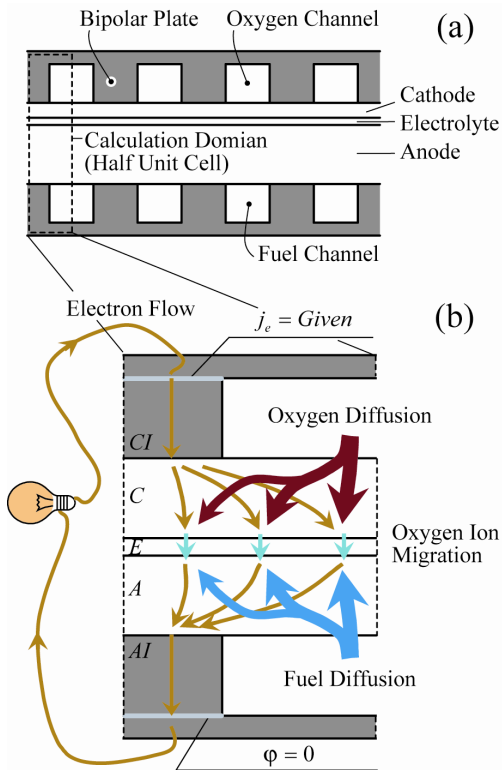 (a)
Bipolar Plate
Oxygen Channel
Cathode
Electrolyte
Anode
Calculation Domian
(Half Unit Cell)
Fuel Channel
(b)
Electron Flow
j_e = Given
Oxygen Diffusion
CI
C
Oxygen Ion
Migration
E
A
AI
Fuel Diffusion
φ = 0